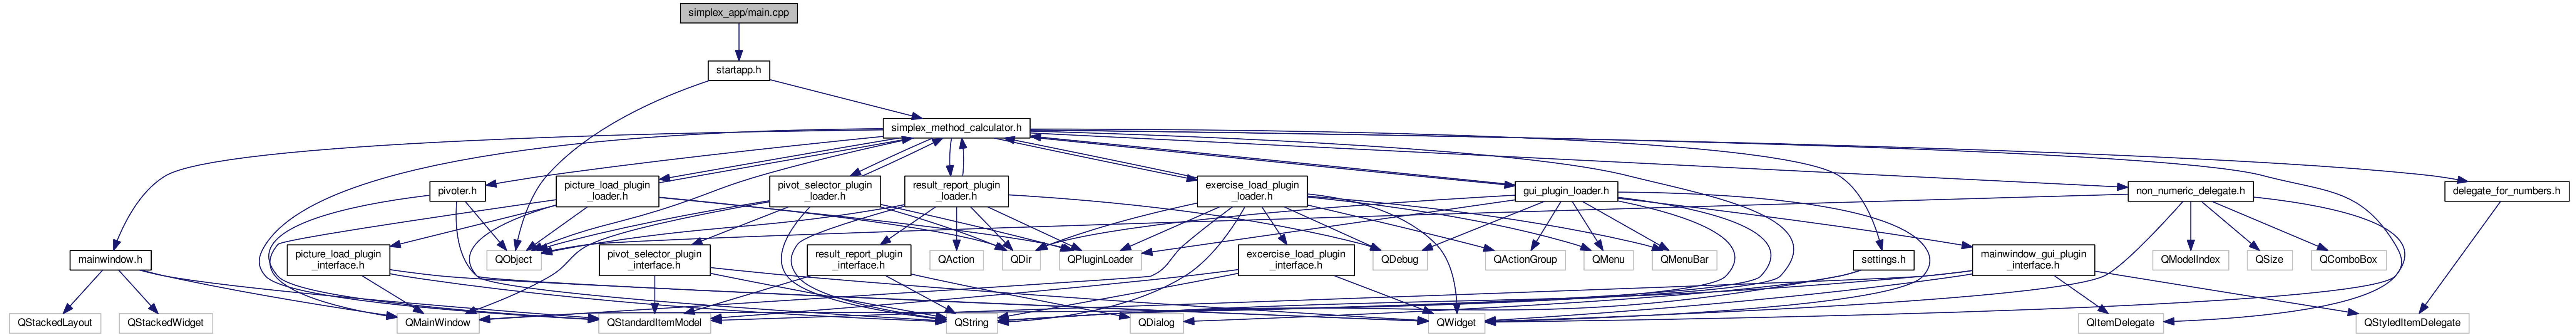 simplex_app/main.cpp
startapp.h
simplex_method_calculator.h
pivoter.h
picture_load_plugin
_loader.h
pivot_selector_plugin
_loader.h
result_report_plugin
_loader.h
exercise_load_plugin
_loader.h
gui_plugin_loader.h
non_numeric_delegate.h
delegate_for_numbers.h
mainwindow.h
picture_load_plugin
_interface.h
QObject
pivot_selector_plugin
_interface.h
result_report_plugin
_interface.h
QAction
QDir
QPluginLoader
excercise_load_plugin
_interface.h
QDebug
QActionGroup
QMenu
QMenuBar
settings.h
mainwindow_gui_plugin
_interface.h
QModelIndex
QSize
QComboBox
QStackedLayout
QStackedWidget
QMainWindow
QStandardItemModel
QString
QDialog
QWidget
QItemDelegate
QStyledItemDelegate